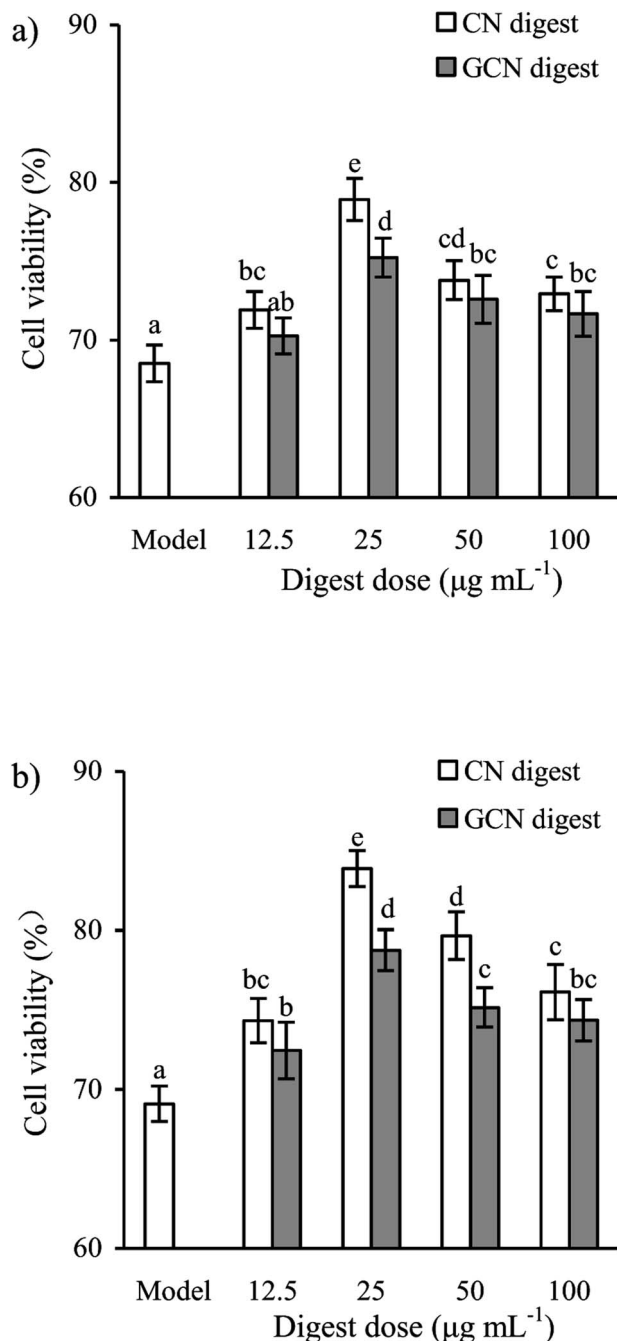 a)
90
80
70
60
Cell viability (%)
CN digest
GCN digest
a
bc
ab
e
d
cd
bc
c
bc
Model 12.5 25 50 100
Digest dose (μg mL⁻¹)
b)
90
80
70
60
Cell viability (%)
CN digest
GCN digest
a
bc
b
e
d
d
c
c
bc
Model 12.5 25 50 100
Digest dose (μg mL⁻¹)